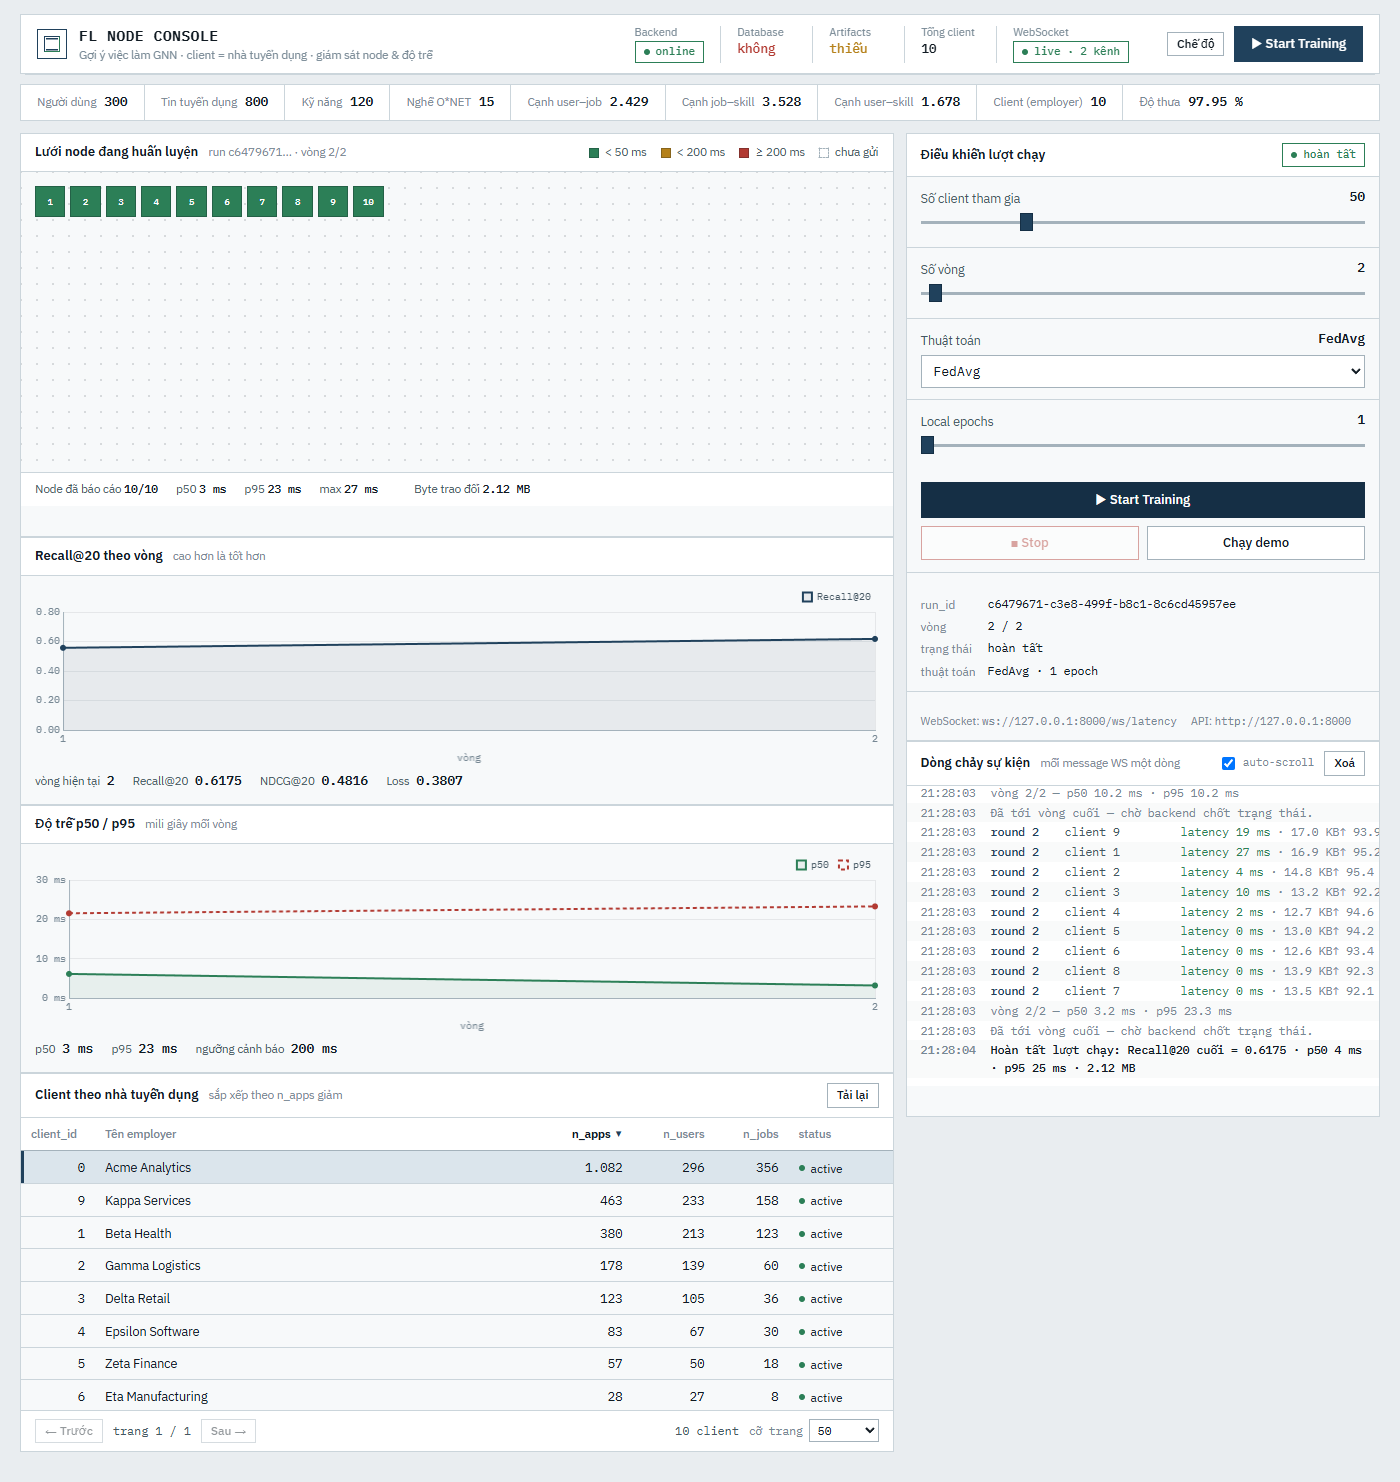 FL NODE CONSOLE
Gợi ý việc làm GNN · client = nhà tuyển dụng · giám sát node & độ trễ
Backend
● online
Database
không
Artifacts
thiếu
Tổng client
10
WebSocket
● live · 2 kênh
Chế độ
▶ Start Training
Người dùng 300
Tin tuyển dụng 800
Kỹ năng 120
Nghề O*NET 15
Cạnh user–job 2.429
Cạnh job–skill 3.528
Cạnh user–skill 1.678
Client (employer) 10
Độ thưa 97.95 %
Lưới node đang huấn luyện run c6479671… · vòng 2/2
< 50 ms < 200 ms ≥ 200 ms chưa gửi
1 2 3 4 5 6 7 8 9 10
Node đã báo cáo 10/10 p50 3 ms p95 23 ms max 27 ms Byte trao đổi 2.12 MB
Recall@20 theo vòng cao hơn là tốt hơn
Recall@20
0.80
0.60
0.40
0.20
0.00
1 2
vòng
vòng hiện tại 2 Recall@20 0.6175 NDCG@20 0.4816 Loss 0.3807
Độ trễ p50 / p95 mili giây mỗi vòng
p50 p95
30 ms
20 ms
10 ms
0 ms
1 2
vòng
p50 3 ms p95 23 ms ngưỡng cảnh báo 200 ms
Client theo nhà tuyển dụng sắp xếp theo n_apps giảm
Tải lại
client_id Tên employer n_apps ▼ n_users n_jobs status
0 Acme Analytics 1.082 296 356 ● active
9 Kappa Services 463 233 158 ● active
1 Beta Health 380 213 123 ● active
2 Gamma Logistics 178 139 60 ● active
3 Delta Retail 123 105 36 ● active
4 Epsilon Software 83 67 30 ● active
5 Zeta Finance 57 50 18 ● active
6 Eta Manufacturing 28 27 8 ● active
← Trước trang 1 / 1 Sau → 10 client cỡ trang 50
Điều khiển lượt chạy
● hoàn tất
Số client tham gia 50
Số vòng 2
Thuật toán FedAvg
FedAvg
Local epochs 1
▶ Start Training
■ Stop
Chạy demo
run_id c6479671-c3e8-499f-b8c1-8c6cd45957ee
vòng 2 / 2
trạng thái hoàn tất
thuật toán FedAvg · 1 epoch
WebSocket: ws://127.0.0.1:8000/ws/latency API: http://127.0.0.1:8000
Dòng chảy sự kiện mỗi message WS một dòng
auto-scroll
Xoá
21:28:03 vòng 2/2 — p50 10.2 ms · p95 10.2 ms
21:28:03 Đã tới vòng cuối — chờ backend chốt trạng thái.
21:28:03 round 2 client 9 latency 19 ms · 17.0 KB↑ 93.9
21:28:03 round 2 client 1 latency 27 ms · 16.9 KB↑ 95.2
21:28:03 round 2 client 2 latency 4 ms · 14.8 KB↑ 95.4
21:28:03 round 2 client 3 latency 10 ms · 13.2 KB↑ 92.2
21:28:03 round 2 client 4 latency 2 ms · 12.7 KB↑ 94.6
21:28:03 round 2 client 5 latency 0 ms · 13.0 KB↑ 94.2
21:28:03 round 2 client 6 latency 0 ms · 12.6 KB↑ 93.4
21:28:03 round 2 client 8 latency 0 ms · 13.9 KB↑ 92.3
21:28:03 round 2 client 7 latency 0 ms · 13.5 KB↑ 92.1
21:28:03 vòng 2/2 — p50 3.2 ms · p95 23.3 ms
21:28:03 Đã tới vòng cuối — chờ backend chốt trạng thái.
21:28:04 Hoàn tất lượt chạy: Recall@20 cuối = 0.6175 · p50 4 ms
· p95 25 ms · 2.12 MB